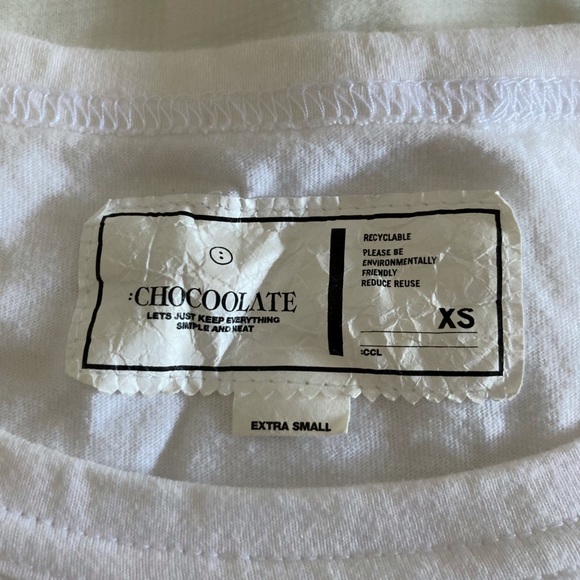 :CHOCOOLATE
LETS JUST KEEP EVERYTHING
SIMPLE AND NEAT
RECYCLABLE
PLEASE BE
ENVIRONMENTALLY
FRIENDLY
REDUCE REUSE
XS
:CCL
EXTRA SMALL